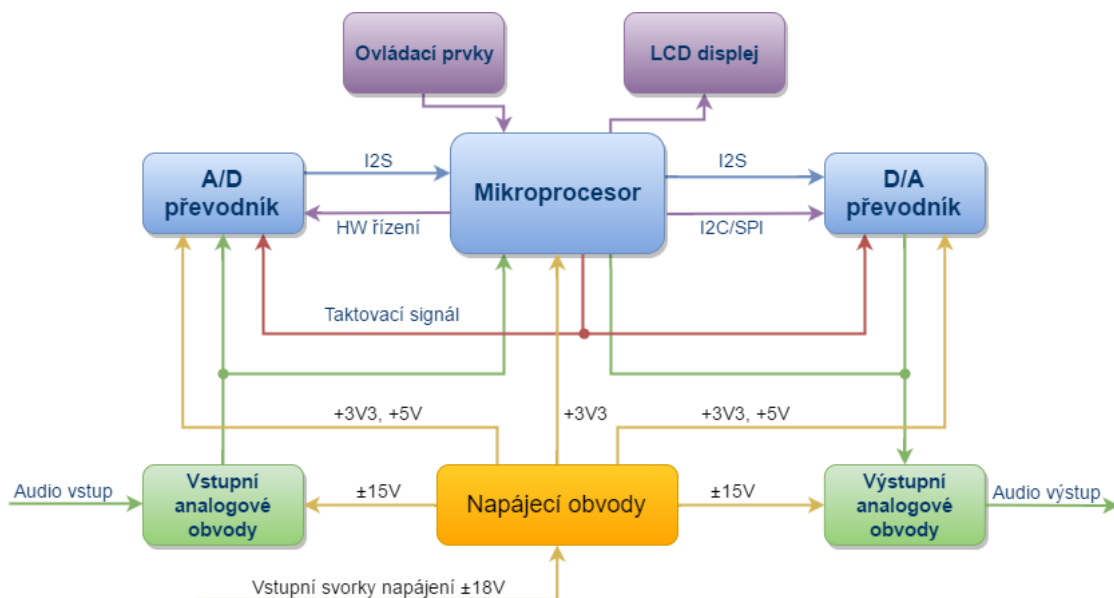 Ovládací prvky
LCD displej
I2S
I2S
A/D
převodník
Mikroprocesor
D/A
převodník
HW řízení
I2C/SPI
Taktovací signál
+3V3, +5V
+3V3
+3V3, +5V
Audio vstup
Vstupní
analogové
obvody
±15V
Napájecí obvody
±15V
Výstupní
analogové
obvody
Audio výstup
Vstupní svorky napájení ±18V